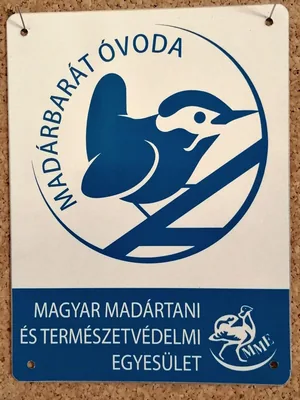 MADÁRBARÁT ÓVODA
MAGYAR MADÁRTANI
ÉS TERMÉSZETVÉDELMI
EGYESÜLET
MME